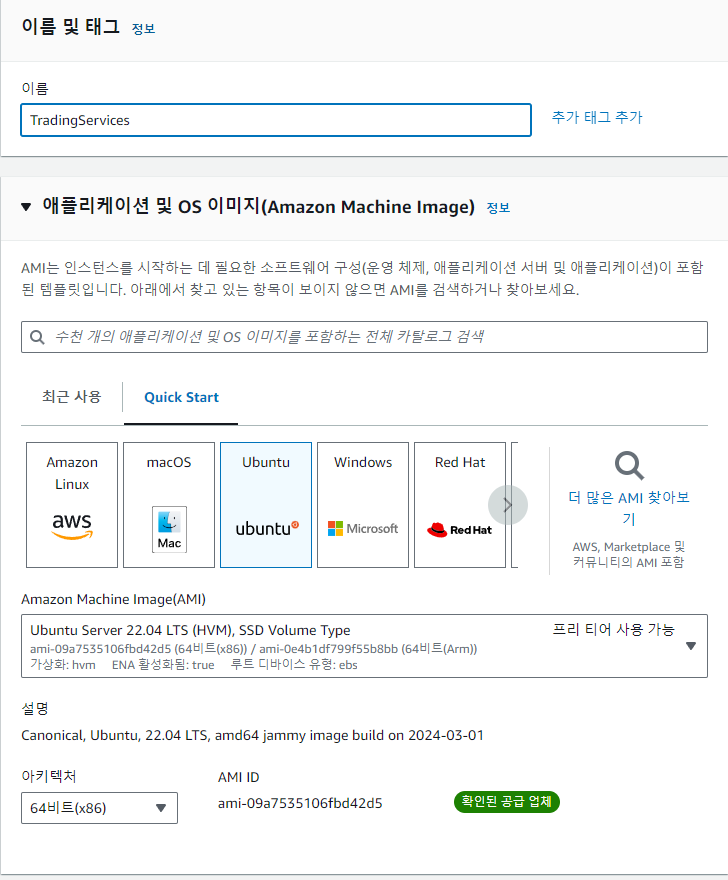 이름 및 태그 정보
이름
TradingServices
추가 태그 추가
▼ 애플리케이션 및 OS 이미지(Amazon Machine Image) 정보
AMI는 인스턴스를 시작하는 데 필요한 소프트웨어 구성(운영 체제, 애플리케이션 서버 및 애플리케이션)이 포함
된 템플릿입니다. 아래에서 찾고 있는 항목이 보이지 않으면 AMI를 검색하거나 찾아보세요.
수천 개의 애플리케이션 및 OS 이미지를 포함하는 전체 카탈로그 검색
최근 사용
Quick Start
Amazon
Linux
aws
macOS
Mac
Ubuntu
ubuntu
Windows
Microsoft
Red Hat
Red Hat
더 많은 AMI 찾아보
기
AWS, Marketplace 및
커뮤니티의 AMI 포함
Amazon Machine Image(AMI)
Ubuntu Server 22.04 LTS (HVM), SSD Volume Type
프리 티어 사용 가능
ami-09a7535106fbd42d5 (64비트(x86)) / ami-0e4b1df799f55b8bb (64비트(Arm))
가상화: hvm ENA 활성화됨: true 루트 디바이스 유형: ebs
설명
Canonical, Ubuntu, 22.04 LTS, amd64 jammy image build on 2024-03-01
아키텍처
64비트(x86)
AMI ID
ami-09a7535106fbd42d5
확인된 공급 업체